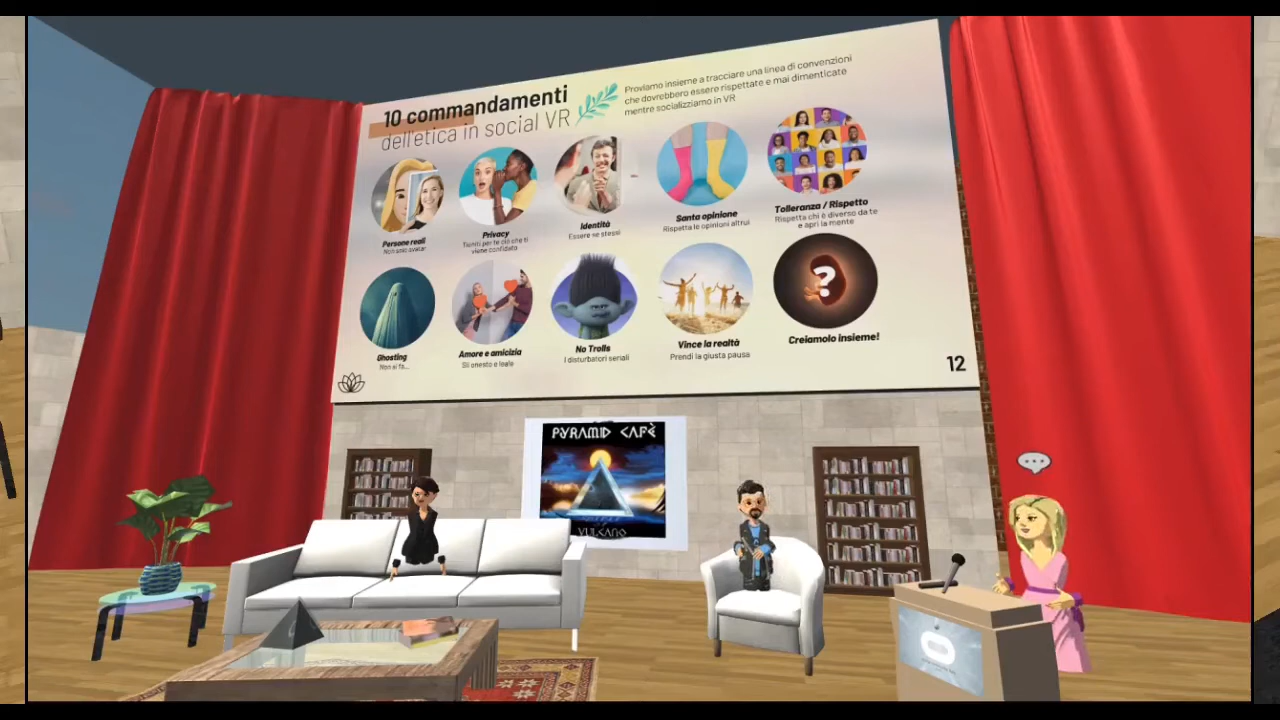 10 commandamenti
dell'etica in social VR
Proviamo insieme a tracciare una linea di convenzioni
che dovrebbero essere rispettate e mai dimenticate
mentre socializziamo in VR
Persone reali
Non solo avatar
Privacy
Tieniti per te ciò che ti
viene confidato
Identità
Essere se stessi
Santa opinione
Rispetta le opinioni altrui
Tolleranza / Rispetto
Rispetta chi è diverso da te
e apri la mente
Ghosting
Non si fa...
Amore e amicizia
Sii onesto e leale
No Trolls
I disturbatori seriali
Vince la realtà
Prendi la giusta pausa
?
Creiamolo insieme!
12
PYRAMID CAFÈ
VULCANO